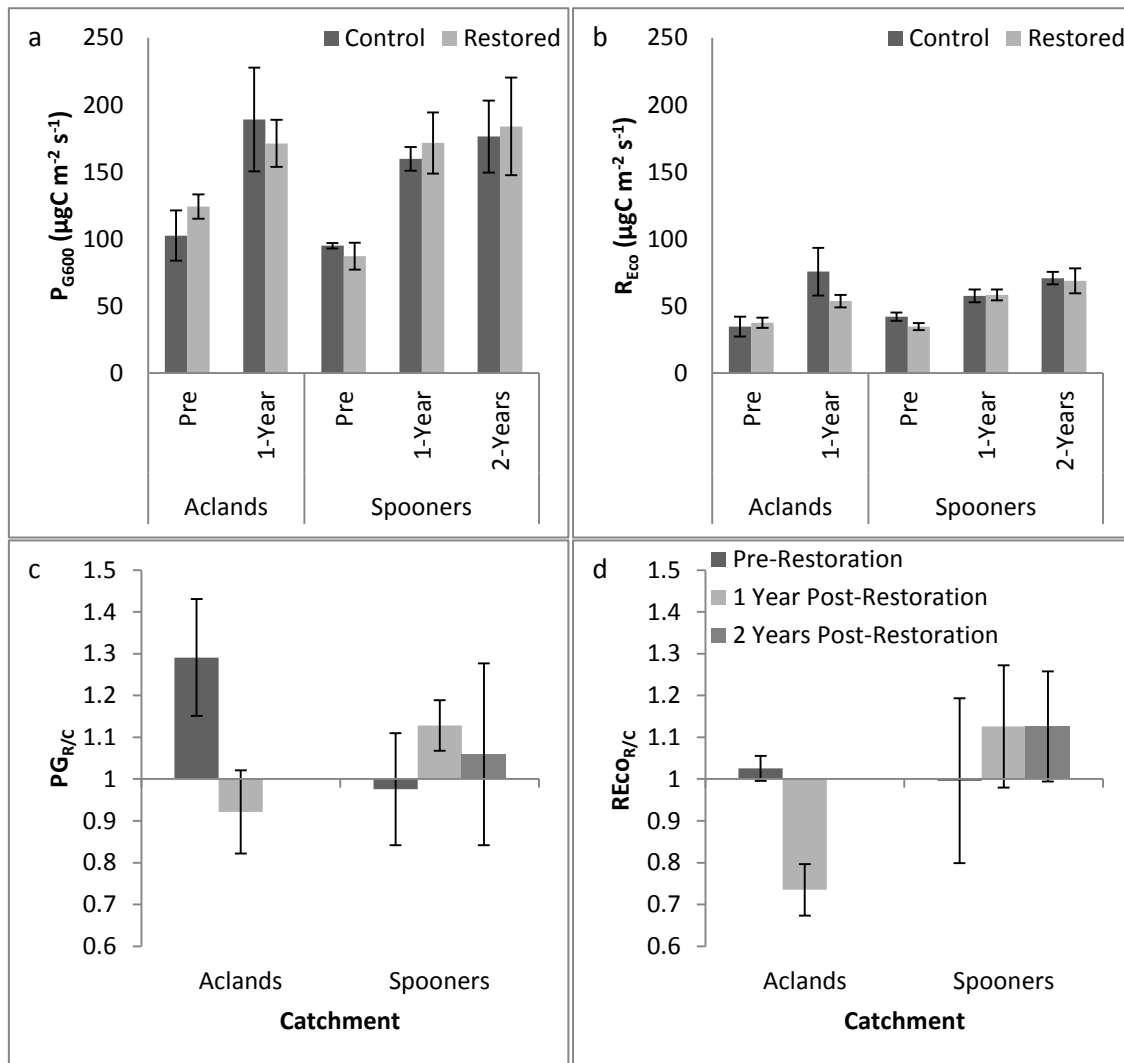 a
Control Restored
250
200
150
100
50
0
P_G600 (µgC m⁻² s⁻¹)
Pre
1-Year
Pre
1-Year
2-Years
Aclands Spooners
b
Control Restored
250
200
150
100
50
0
R_Eco (µgC m⁻² s⁻¹)
Pre
1-Year
Pre
1-Year
2-Years
Aclands Spooners
c
1.5
1.4
1.3
1.2
1.1
1
0.9
0.8
0.7
0.6
PG_R/C
Aclands Spooners
Catchment
d
Pre-Restoration
1 Year Post-Restoration
2 Years Post-Restoration
1.5
1.4
1.3
1.2
1.1
1
0.9
0.8
0.7
0.6
REco_R/C
Aclands Spooners
Catchment